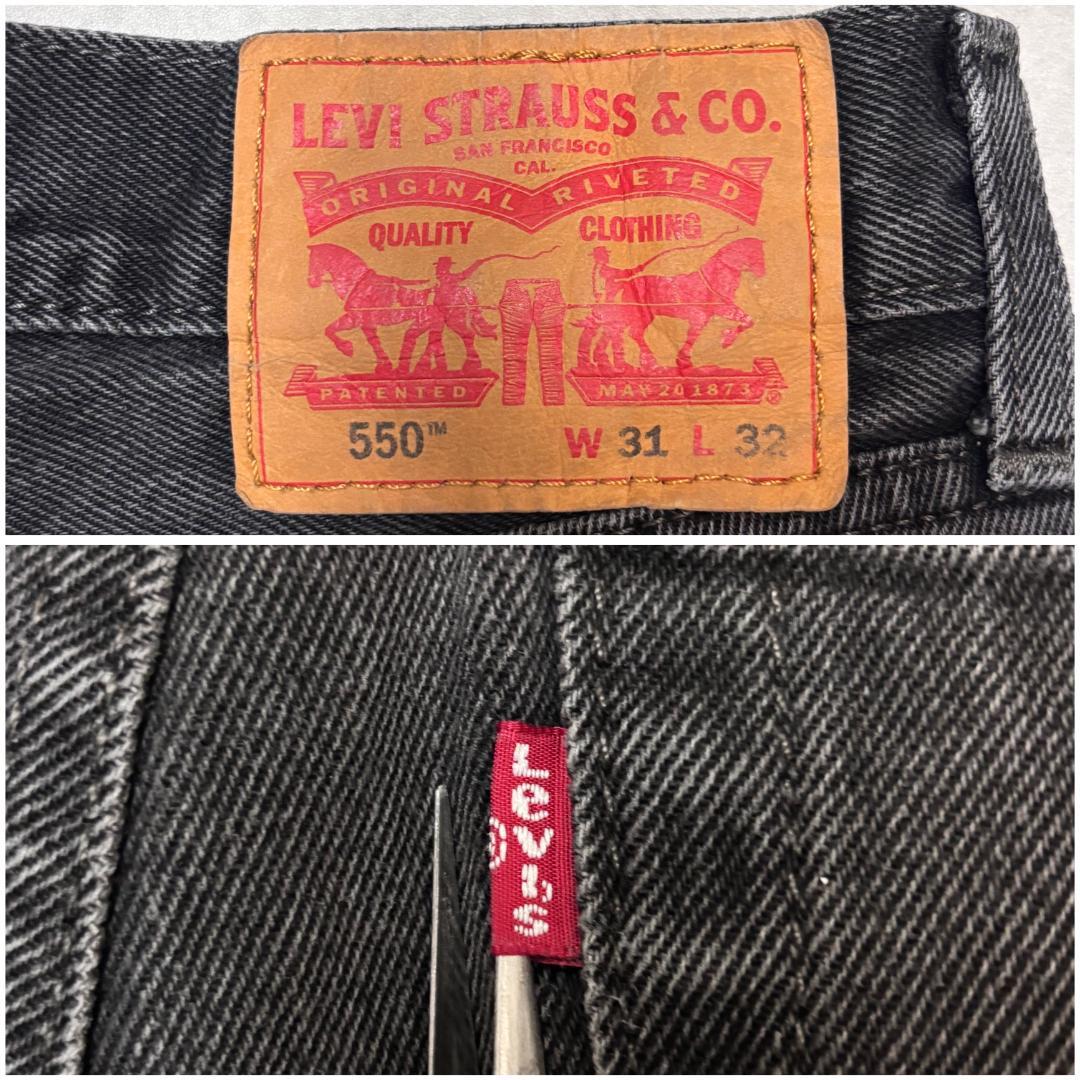 LEVI STRAUSS & CO.
SAN FRANCISCO
CAL.
ORIGINAL RIVETED
QUALITY CLOTHING
PATENTED MAY 20 1873 ®
550™ W 31 L 32
Levi's
®